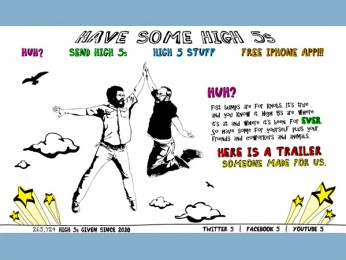 HAVE SOME HIGH 5s
HUH?
SEND HIGH 5s
HIGH 5 STUFF
FREE IPHONE APP!!!
HUH?
FIST BUMPS ARE FOR KNOBS. IT'S TRUE
AND YOU KNOW IT. HIGH 5S ARE WHERE
IT'S AT AND WHERE IT'S BEEN FOR EVER.
SO HAVE SOME FOR YOURSELF PLUS YOUR
FRIENDS AND COWORKERS AND ANIMALS.
HERE IS A TRAILER
SOMEONE MADE FOR US.
HIGH 5s GIVEN SINCE 2010
TWITTER 5 | FACEBOOK 5 | YOUTUBE 5